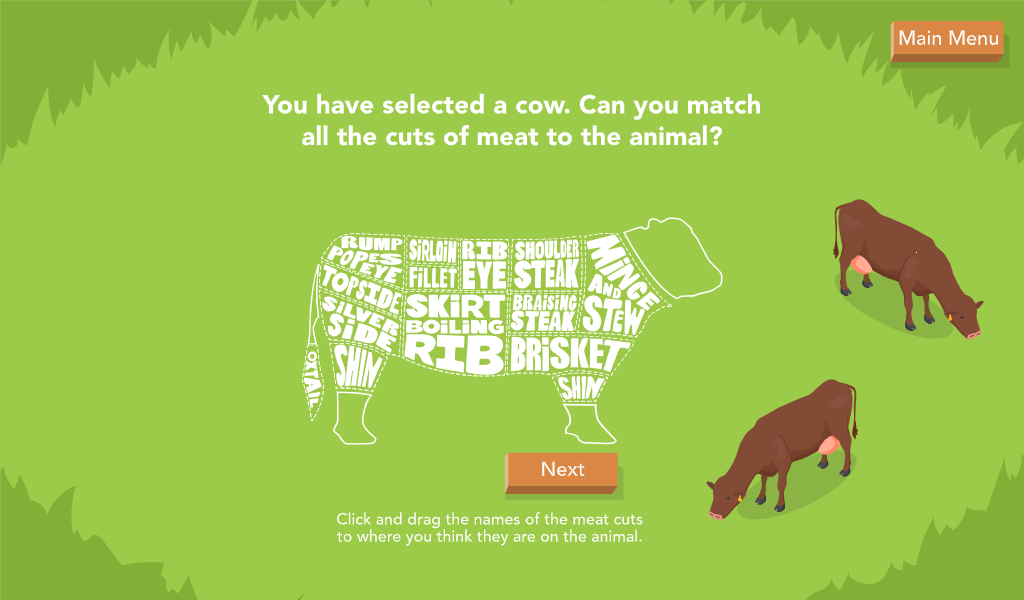 Main Menu
You have selected a cow. Can you match
all the cuts of meat to the animal?
RUMP
POPES
EYE
TOPSIDE
SILVER
SIDE
SHIN
OXTAIL
SIRLOIN
FILLET
RIB
EYE
SHOULDER
STEAK
MINCE
AND
STEW
SKIRT
BOILING
RIB
BRAISING
STEAK
BRISKET
SHIN
Next
Click and drag the names of the meat cuts
to where you think they are on the animal.